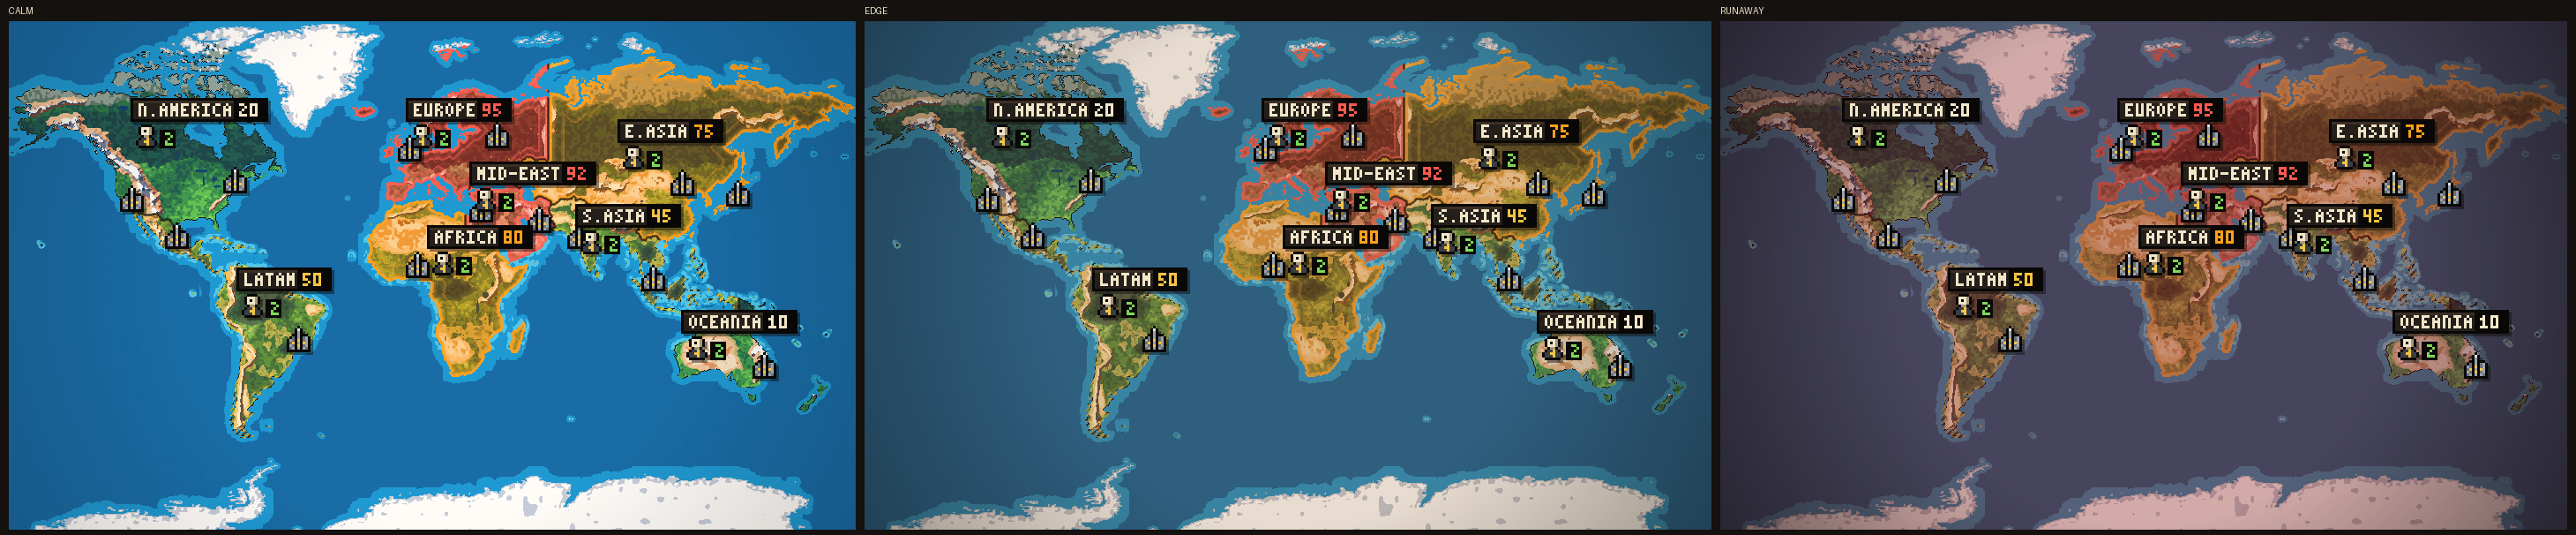 CALM
N.AMERICA 20
2
EUROPE 95
2
E.ASIA 75
2
MID-EAST 92
2
S.ASIA 45
2
AFRICA 80
2
LATAM 50
2
OCEANIA 10
2
EDGE
N.AMERICA 20
2
EUROPE 95
2
E.ASIA 75
2
MID-EAST 92
2
S.ASIA 45
2
AFRICA 80
2
LATAM 50
2
OCEANIA 10
2
RUNAWAY
N.AMERICA 20
2
EUROPE 95
2
E.ASIA 75
2
MID-EAST 92
2
S.ASIA 45
2
AFRICA 80
2
LATAM 50
2
OCEANIA 10
2